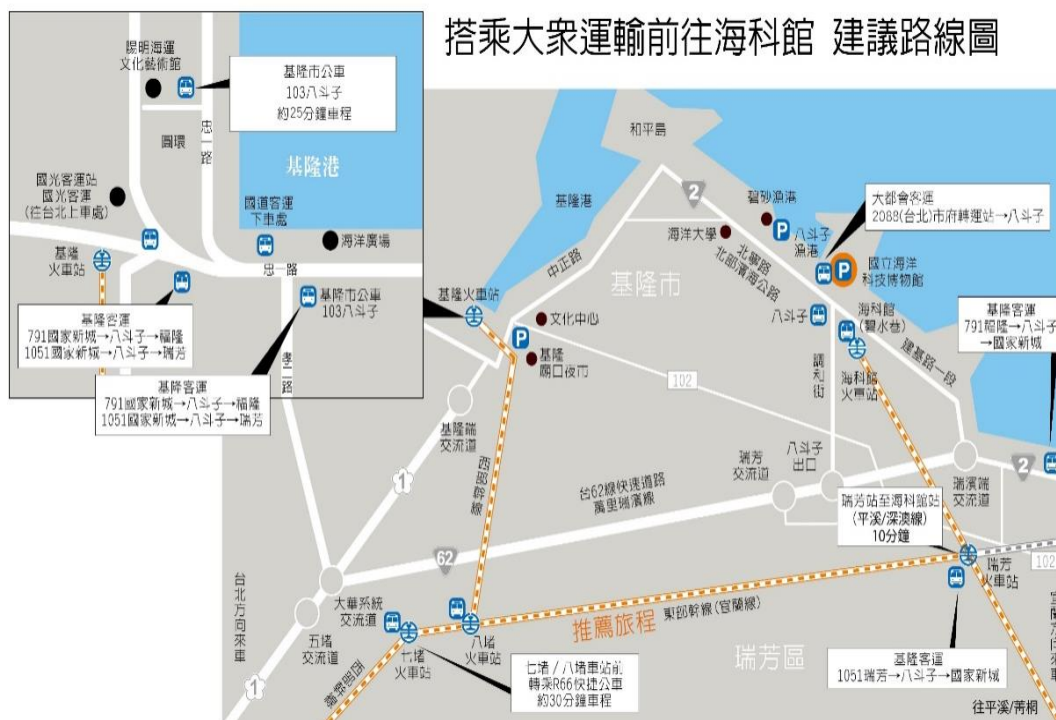 搭乘大眾運輸前往海科館 建議路線圖
陽明海運
文化藝術館
基隆市公車
103八斗子
約25分鐘車程
忠一路
圓環
基隆港
國光客運站
國光客運
(往台北上車處)
國道客運
下車處
海洋廣場
基隆
火車站
忠一路
基隆市公車
103八斗子
基隆客運
791國家新城→八斗子→福隆
1051國家新城→八斗子→瑞芳
孝二路
基隆客運
791國家新城→八斗子→福隆
1051國家新城→八斗子→瑞芳
和平島
2
基隆港
碧砂漁港
P
海洋大學
八斗子
漁港
大都會客運
2088(台北)市府轉運站→八斗子
P
國立海洋
科技博物館
北寧路
北部濱海公路
中正路
基隆市
基隆火車站
文化中心
P
基隆
廟口夜市
八斗子
海科館
(碧水巷)
基隆客運
791福隆→八斗子
→國家新城
調和街
海科館
火車站
建基路一段
102
基隆端
交流道
1
西部幹線
瑞芳
交流道
八斗子
出口
台62線快速道路
萬里瑞濱線
2
瑞濱端
交流道
瑞芳站至海科館站
(平溪/深澳線)
10分鐘
62
102
瑞芳
火車站
台北方向來車
大華系統
交流道
五堵
交流道
1
七堵
火車站
八堵
火車站
推薦旅程
東部幹線(宜蘭線)
西部幹線
七堵/八堵車站前
轉乘R66快捷公車
約30分鐘車程
瑞芳區
基隆客運
1051瑞芳→八斗子→國家新城
往平溪/菁桐